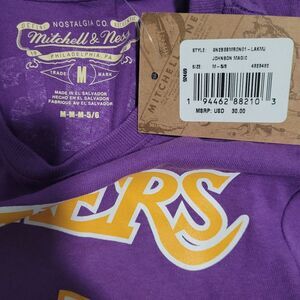 NOSTALGIA CO.
Mitchell & Ness
PHILADELPHIA, PA
TRADE M MARK
MADE IN EL SALVADOR
HECHO EN EL SALVADOR
FABRIQUE AU EL SALVADOR
M-M-M-5/6
MITCHELL & NESS
STYLE:
JOHNSON MAGIC
SIZE: M - 5/6
1 94462 88210 3
MSRP: USD 30.00
ERS